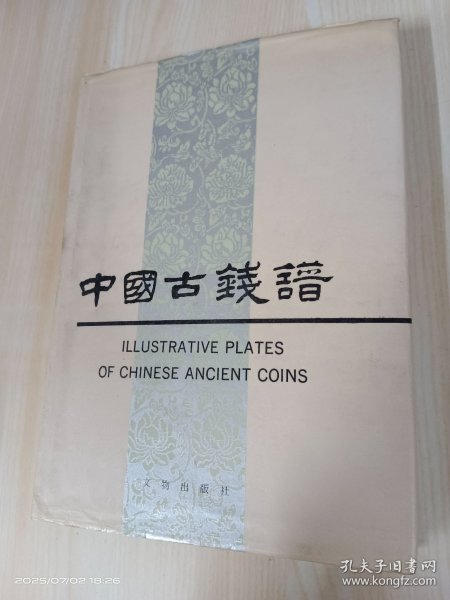 中國古錢譜
ILLUSTRATIVE PLATES
OF CHINESE ANCIENT COINS
文物出版社
2025/07/02 18:26
孔夫子旧书网
www.kongfz.com